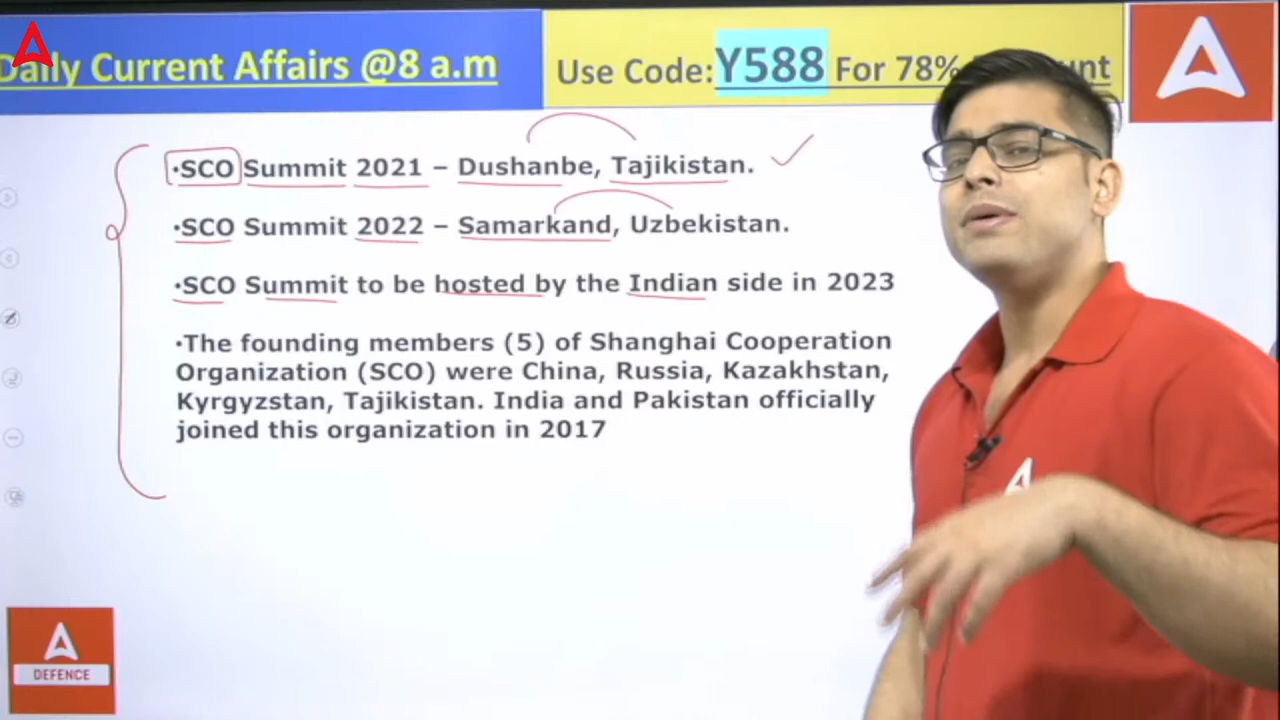 Daily Current Affairs @8 a.m
Use Code:Y588 For 78%
•SCO Summit 2021 – Dushanbe, Tajikistan.
•SCO Summit 2022 – Samarkand, Uzbekistan.
•SCO Summit to be hosted by the Indian side in 2023
•The founding members (5) of Shanghai Cooperation
Organization (SCO) were China, Russia, Kazakhstan,
Kyrgyzstan, Tajikistan. India and Pakistan officially
joined this organization in 2017
DEFENCE